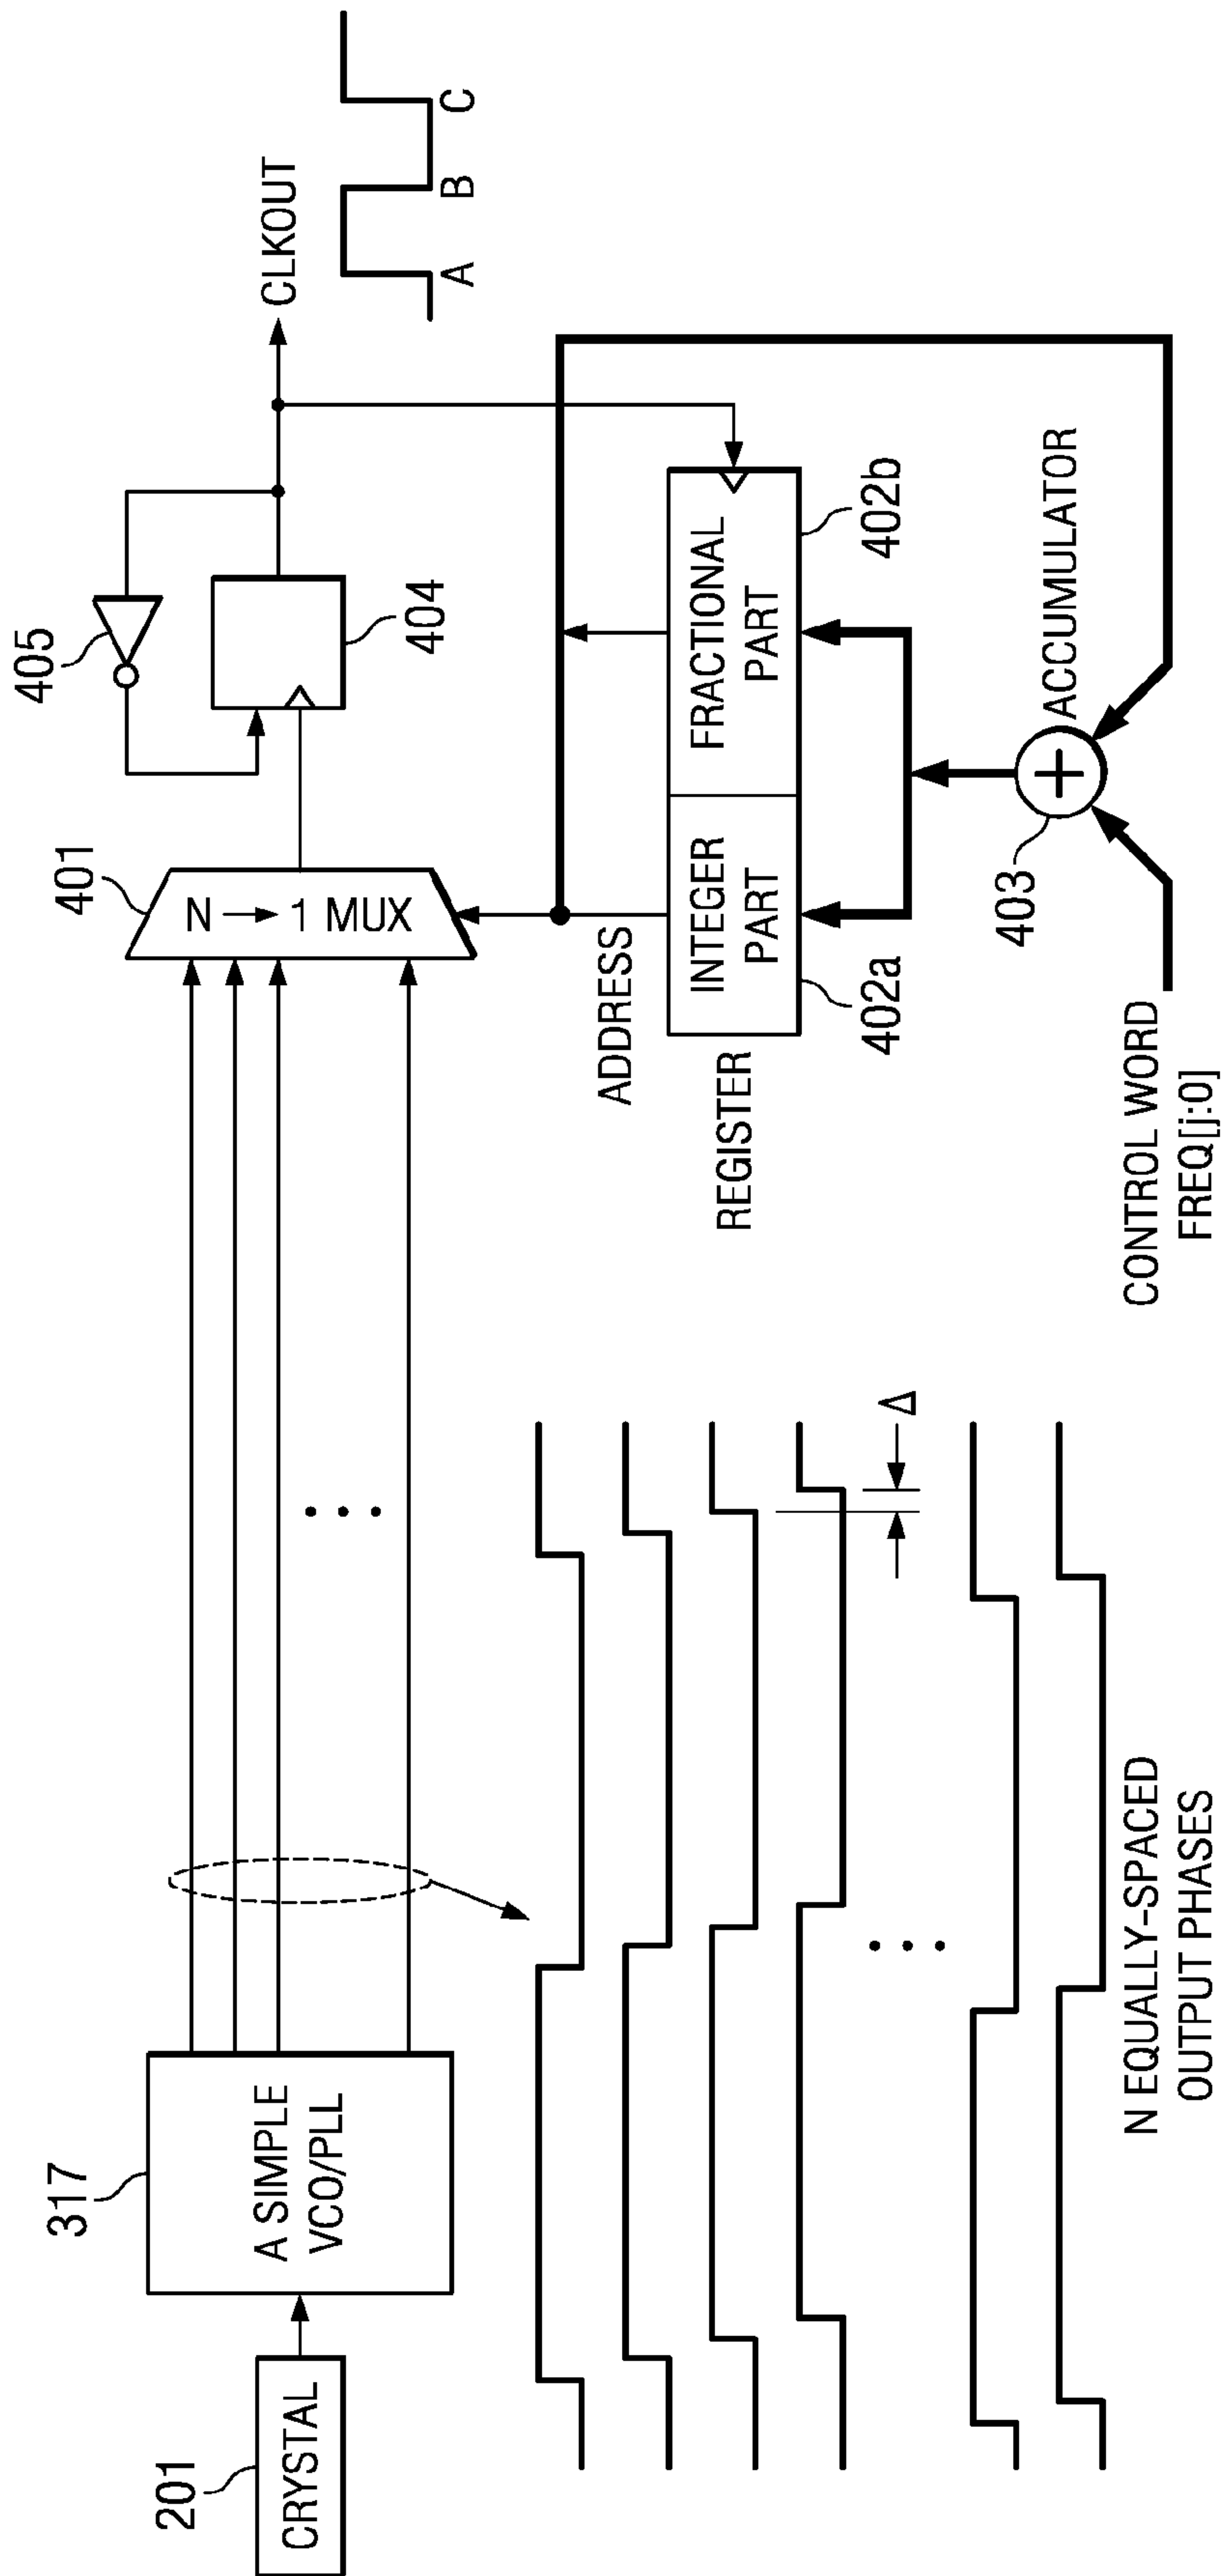 201
CRYSTAL
317
A SIMPLE
VCO/PLL
401
N → 1 MUX
405
404
CLKOUT
A B C
Δ
N EQUALLY-SPACED
OUTPUT PHASES
ADDRESS
REGISTER
INTEGER
PART
FRACTIONAL
PART
402a
402b
403
+
ACCUMULATOR
CONTROL WORD
FREQ[j:0]